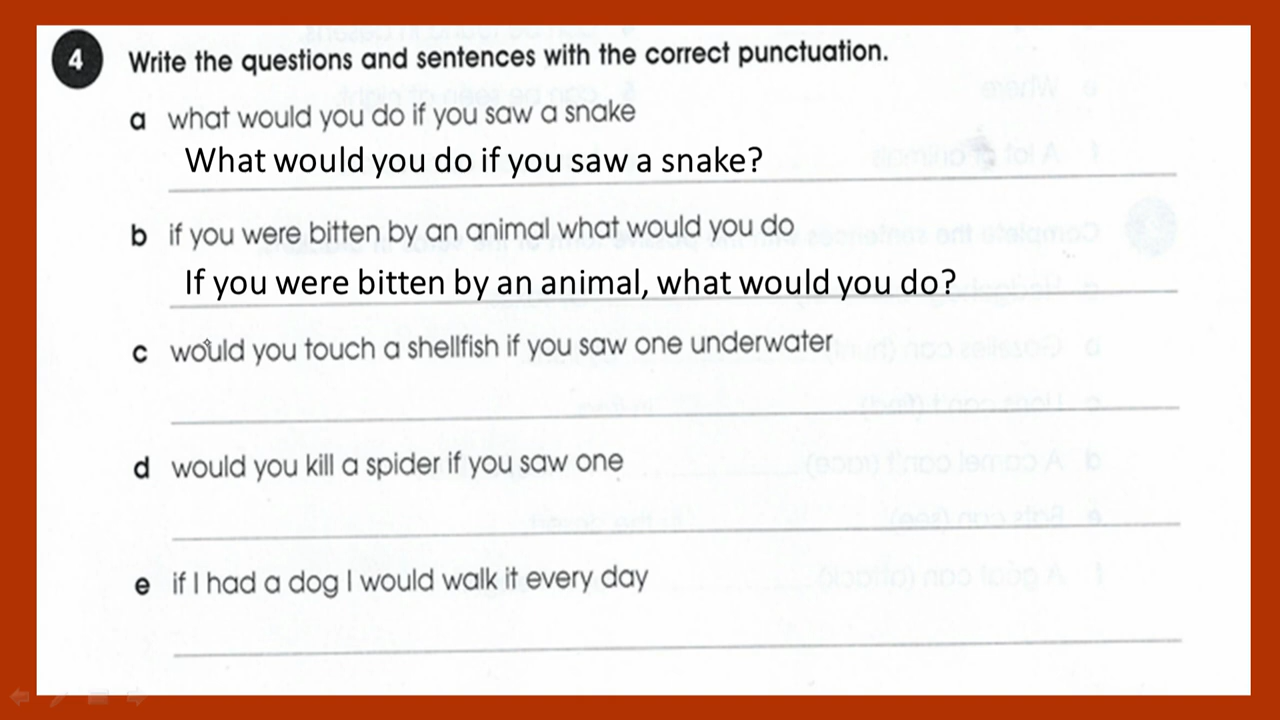 4 Write the questions and sentences with the correct punctuation.
a what would you do if you saw a snake
What would you do if you saw a snake?
b if you were bitten by an animal what would you do
If you were bitten by an animal, what would you do?
c would you touch a shellfish if you saw one underwater
d would you kill a spider if you saw one
e if I had a dog I would walk it every day